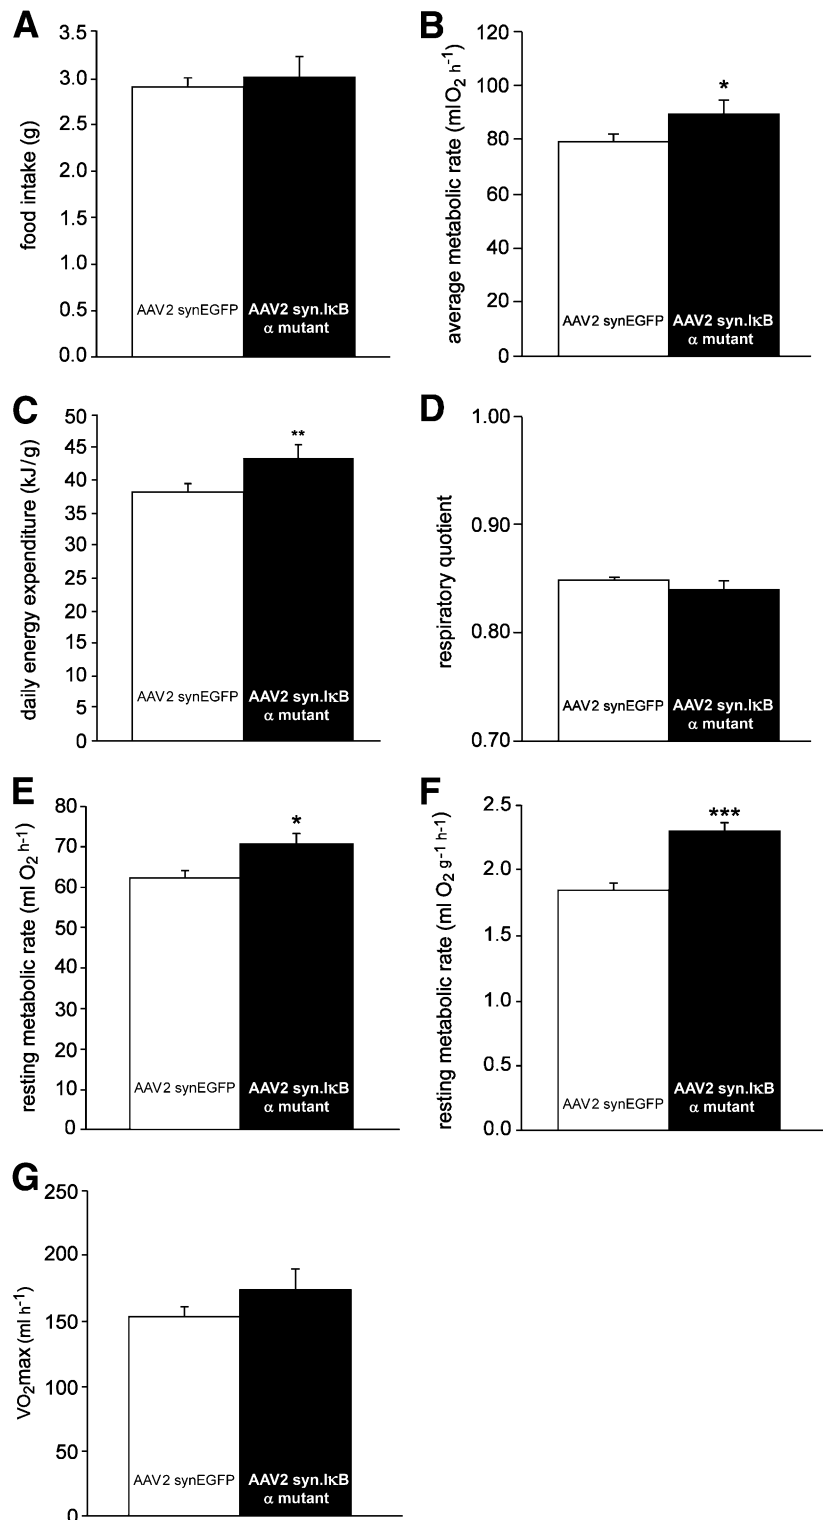 A
food intake (g)
3.5
3.0
2.5
2.0
1.5
1.0
0.5
0.0
AAV2 synEGFP
AAV2 syn.IκB
α mutant
B
average metabolic rate (mlO2 h-1)
120
100
80
60
40
20
0
*
AAV2 synEGFP
AAV2 syn.IκB
α mutant
C
daily energy expenditure (kJ/g)
50
45
40
35
30
25
20
15
10
5
0
**
AAV2 synEGFP
AAV2 syn.IκB
α mutant
D
respiratory quotient
1.00
0.90
0.80
0.70
AAV2 synEGFP
AAV2 syn.IκB
α mutant
E
resting metabolic rate (ml O2 h-1)
80
70
60
50
40
30
20
10
0
*
AAV2 synEGFP
AAV2 syn.IκB
α mutant
F
resting metabolic rate (ml O2 g-1 h-1)
2.5
2.0
1.5
1.0
0.5
0.0
***
AAV2 synEGFP
AAV2 syn.IκB
α mutant
G
VO2max (ml h-1)
250
200
150
100
50
0
AAV2 synEGFP
AAV2 syn.IκB
α mutant